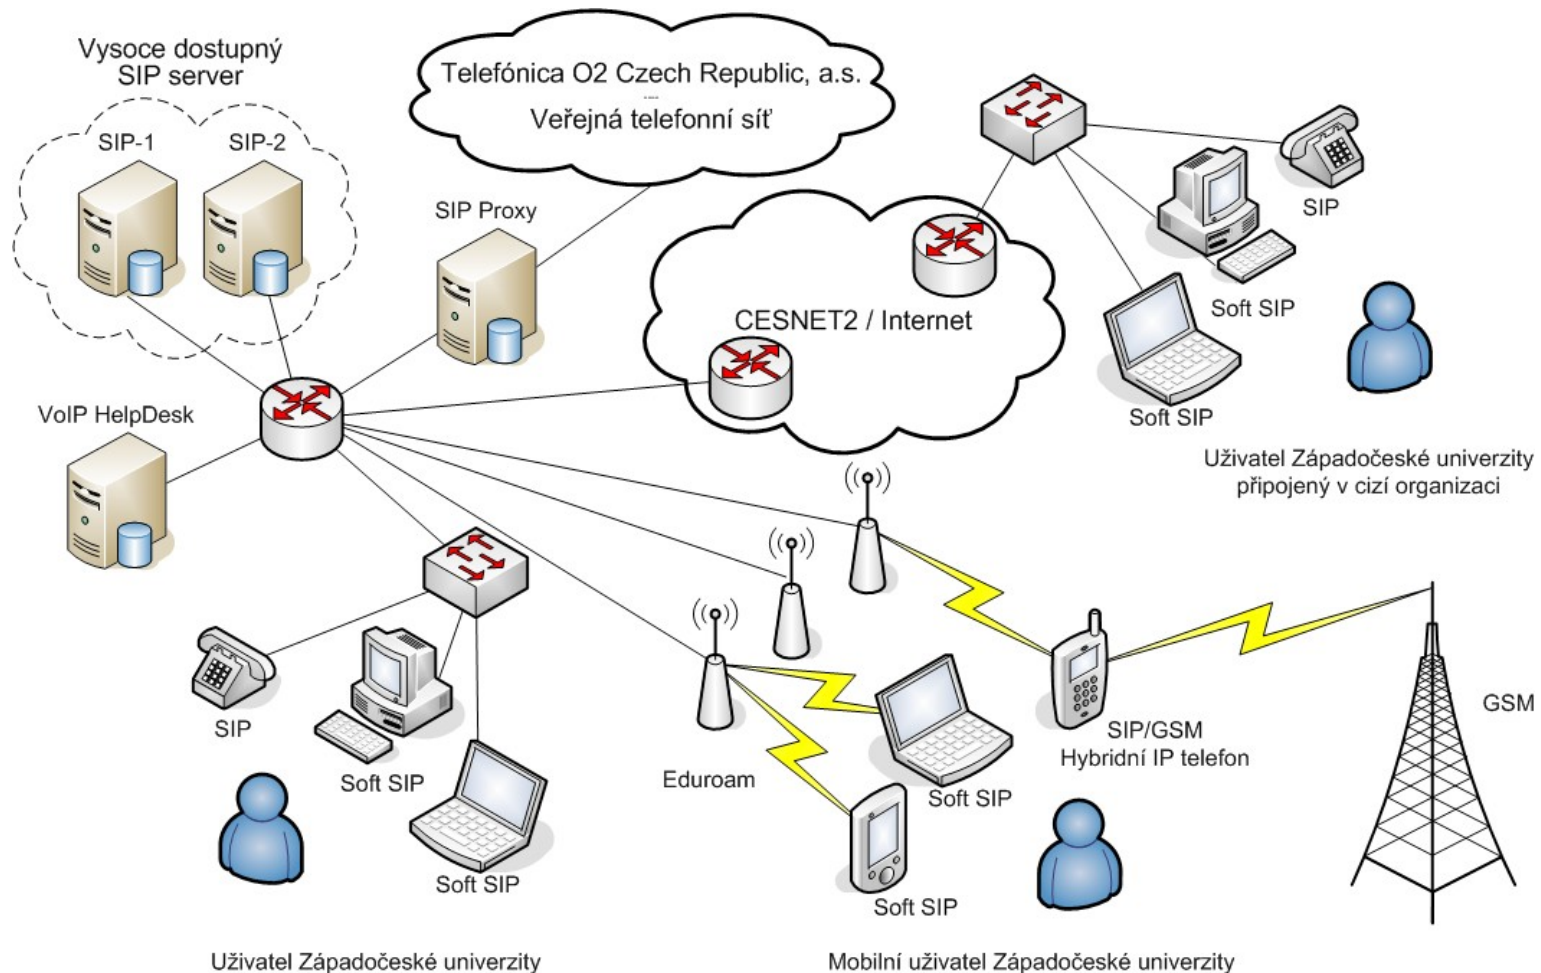 Vysoce dostupný
SIP server
SIP-1
SIP-2
Telefónica O2 Czech Republic, a.s.
Veřejná telefonní síť
SIP Proxy
SIP
Soft SIP
Soft SIP
CESNET2 / Internet
VoIP HelpDesk
Uživatel Západočeské univerzity
připojený v cizí organizaci
SIP
Soft SIP
Soft SIP
Eduroam
Soft SIP
Soft SIP
SIP/GSM
Hybridní IP telefon
GSM
Uživatel Západočeské univerzity
Mobilní uživatel Západočeské univerzity